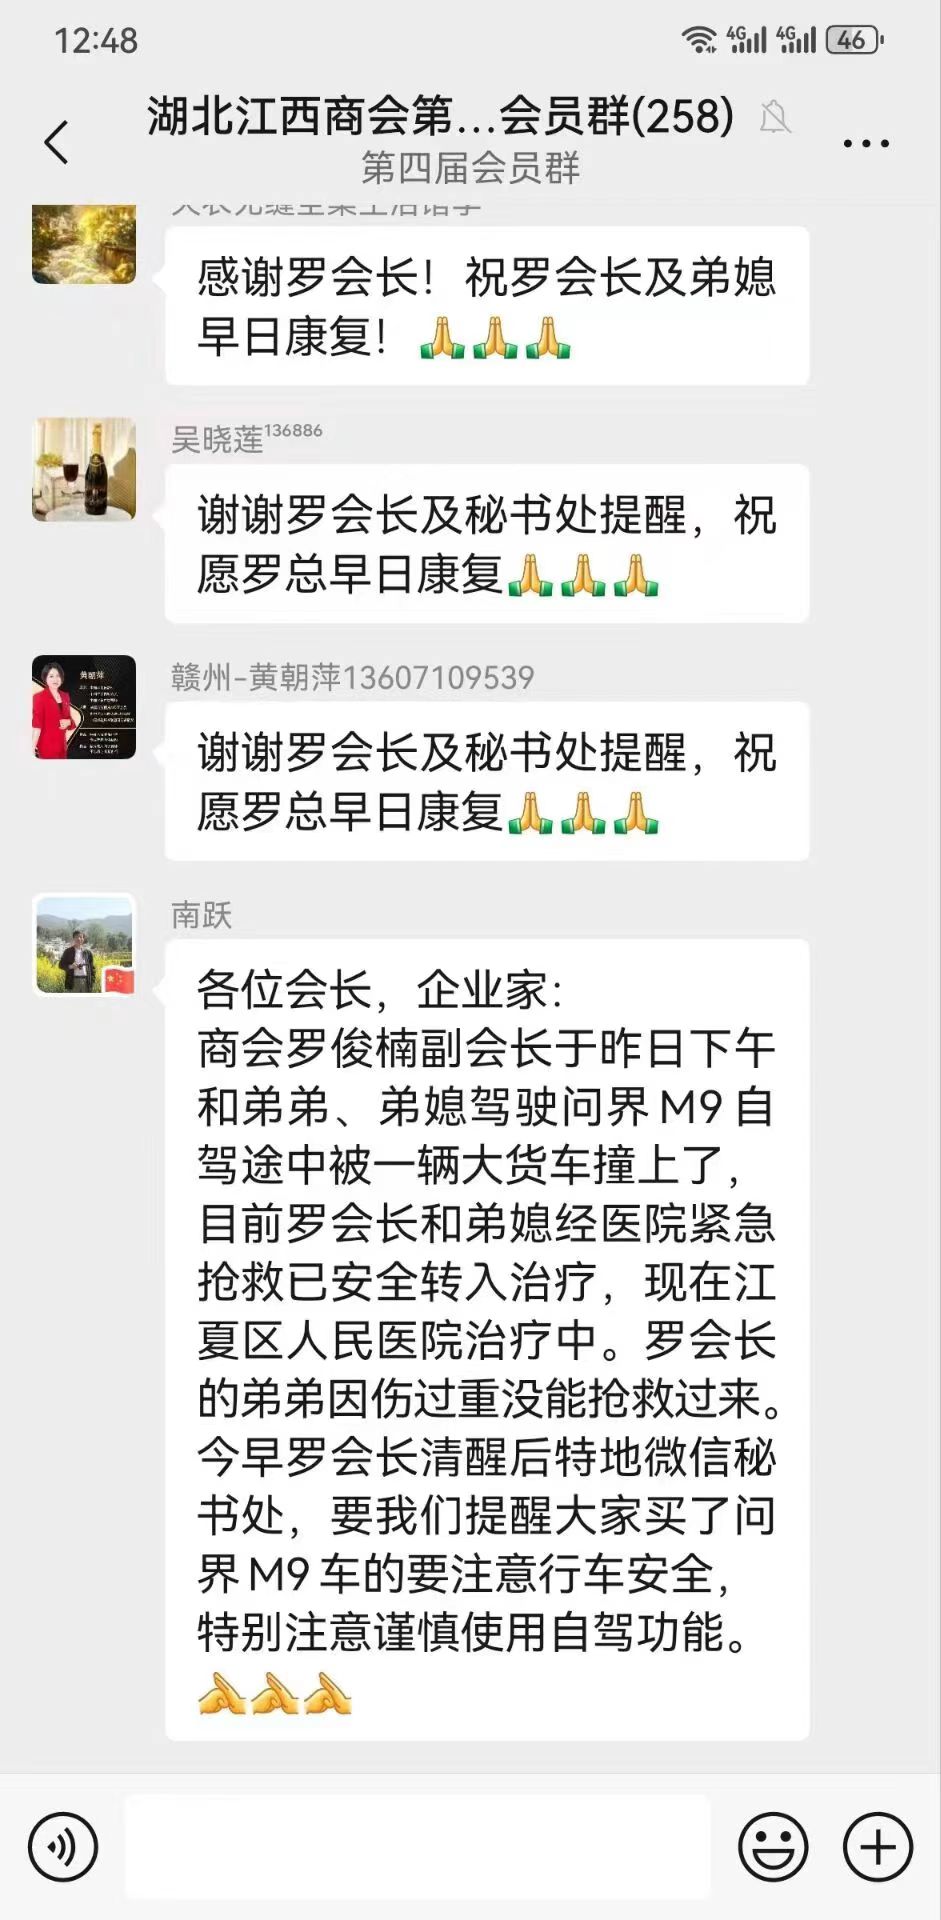 12:48
4G 4G 46
湖北江西商会第...会员群(258)
第四届会员群
感谢罗会长！祝罗会长及弟媳
早日康复！🙏🙏🙏
吴晓莲136886
谢谢罗会长及秘书处提醒，祝
愿罗总早日康复🙏🙏🙏
赣州-黄朝萍13607109539
黄朝萍
谢谢罗会长及秘书处提醒，祝
愿罗总早日康复🙏🙏🙏
南跃
各位会长，企业家：
商会罗俊楠副会长于昨日下午
和弟弟、弟媳驾驶问界M9自
驾途中被一辆大货车撞上了，
目前罗会长和弟媳经医院紧急
抢救已安全转入治疗，现在江
夏区人民医院治疗中。罗会长
的弟弟因伤过重没能抢救过来。
今早罗会长清醒后特地微信秘
书处，要我们提醒大家买了问
界M9车的要注意行车安全，
特别注意谨慎使用自驾功能。